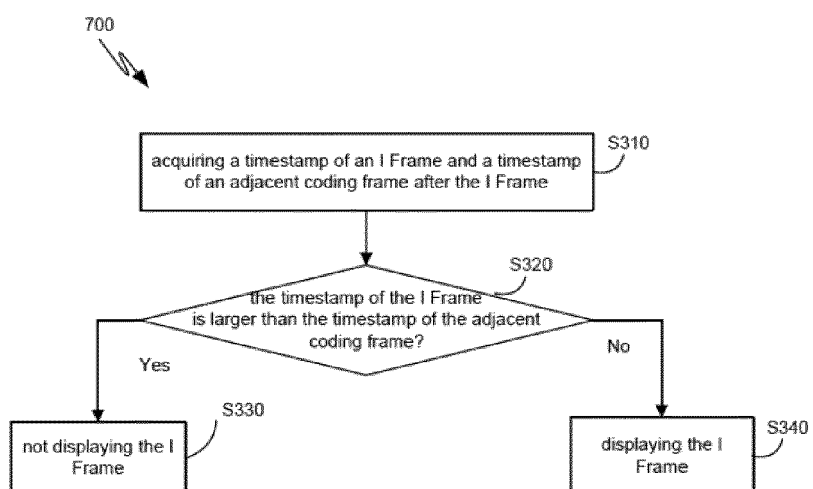 700
S310
acquiring a timestamp of an I Frame and a timestamp
of an adjacent coding frame after the I Frame
S320
the timestamp of the I Frame
is larger than the timestamp of the adjacent
coding frame?
Yes
No
S330
not displaying the I
Frame
S340
displaying the I
Frame